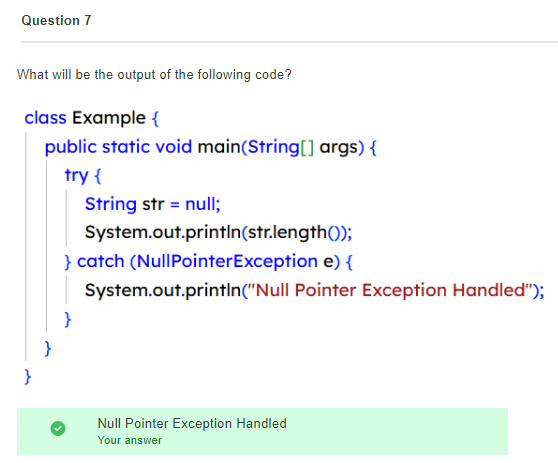 Question 7
What will be the output of the following code?
class Example {
public static void main(String[] args) {
try {
String str = null;
System.out.println(str.length());
} catch (NullPointerException e) {
System.out.println("Null Pointer Exception Handled");
}
}
}
Null Pointer Exception Handled
Your answer